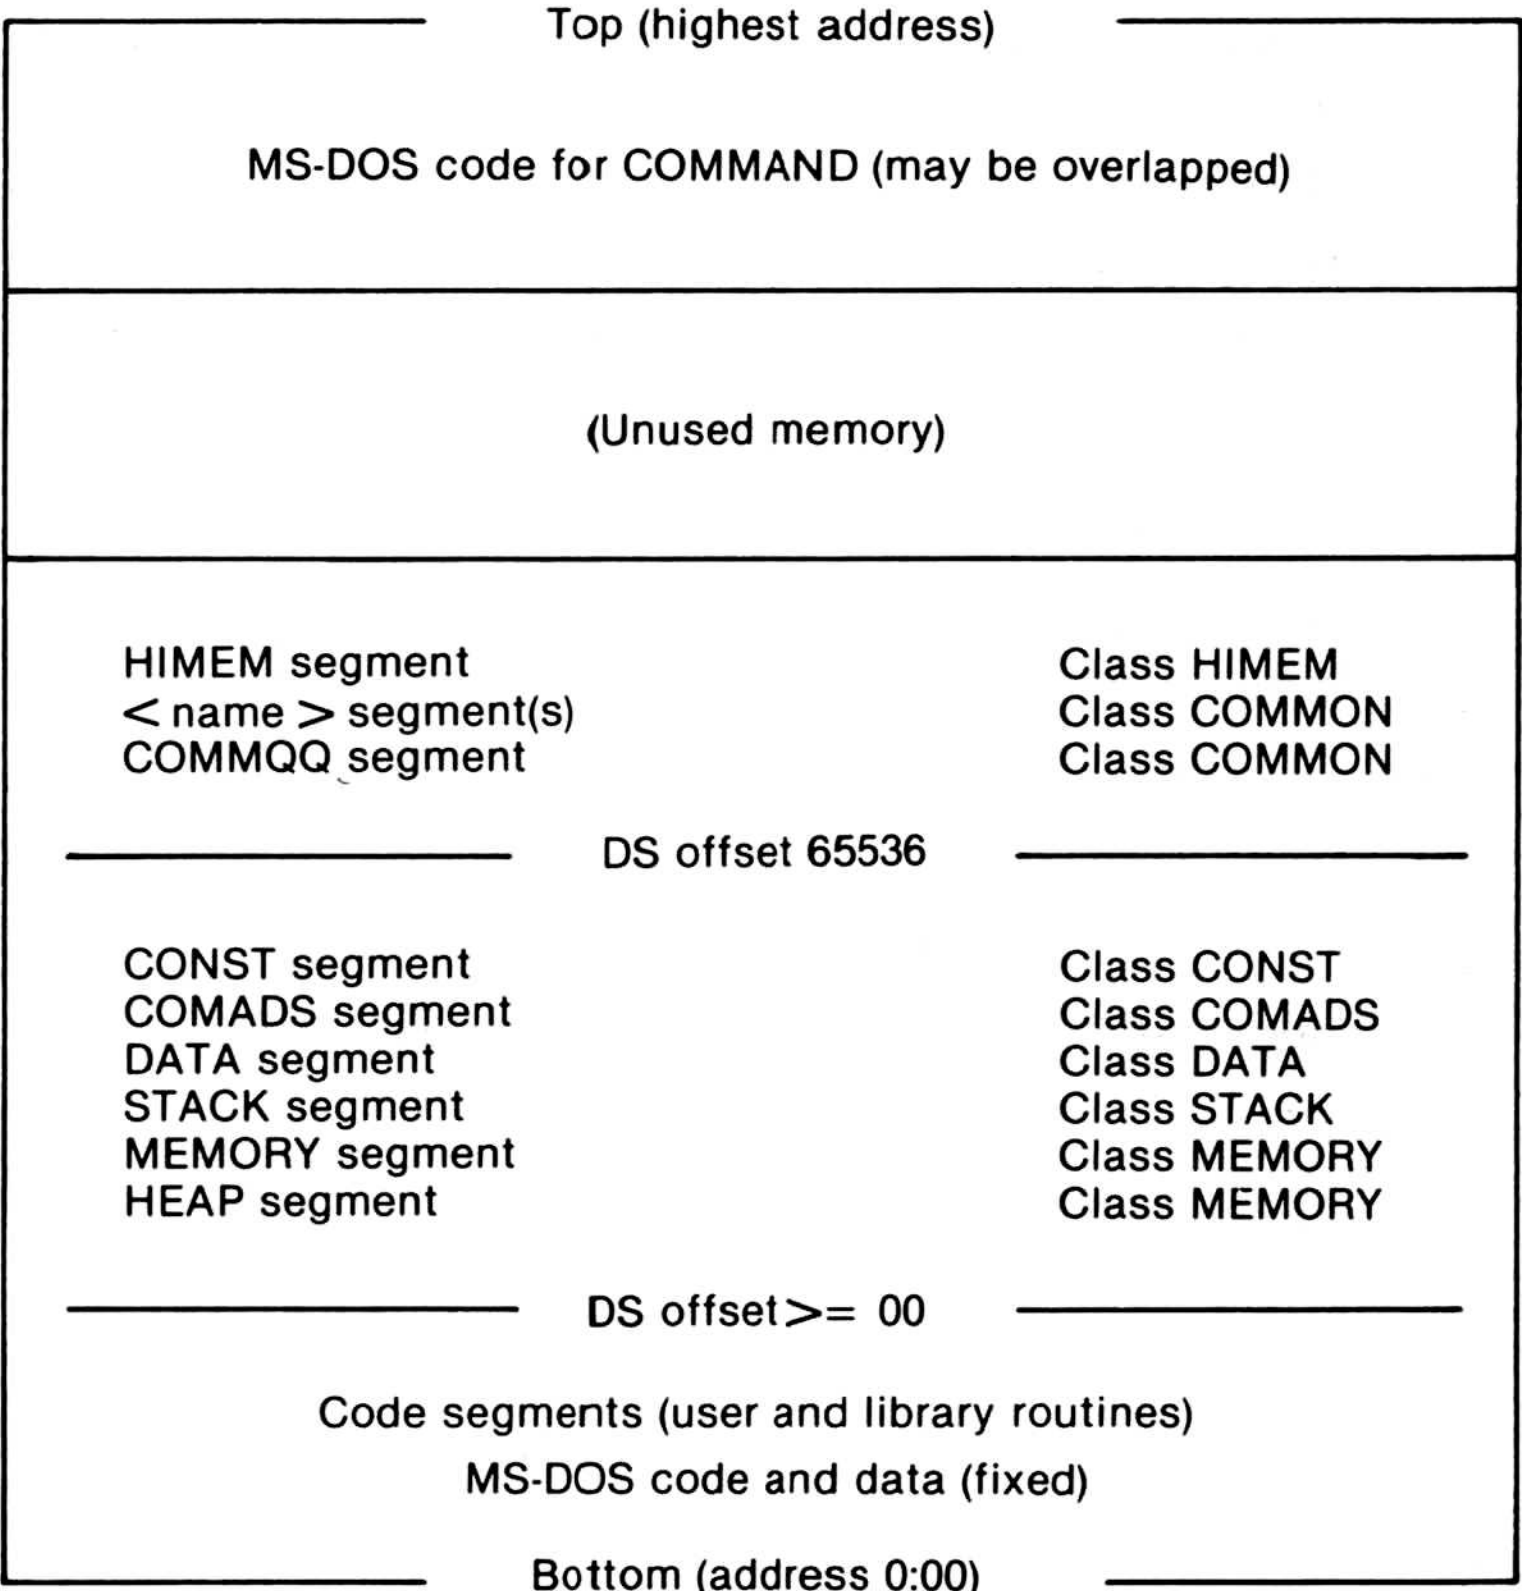 Top (highest address)
MS-DOS code for COMMAND (may be overlapped)
(Unused memory)
HIMEM segment Class HIMEM
< name > segment(s) Class COMMON
COMMQQ segment Class COMMON
DS offset 65536
CONST segment Class CONST
COMADS segment Class COMADS
DATA segment Class DATA
STACK segment Class STACK
MEMORY segment Class MEMORY
HEAP segment Class MEMORY
DS offset >= 00
Code segments (user and library routines)
MS-DOS code and data (fixed)
Bottom (address 0:00)